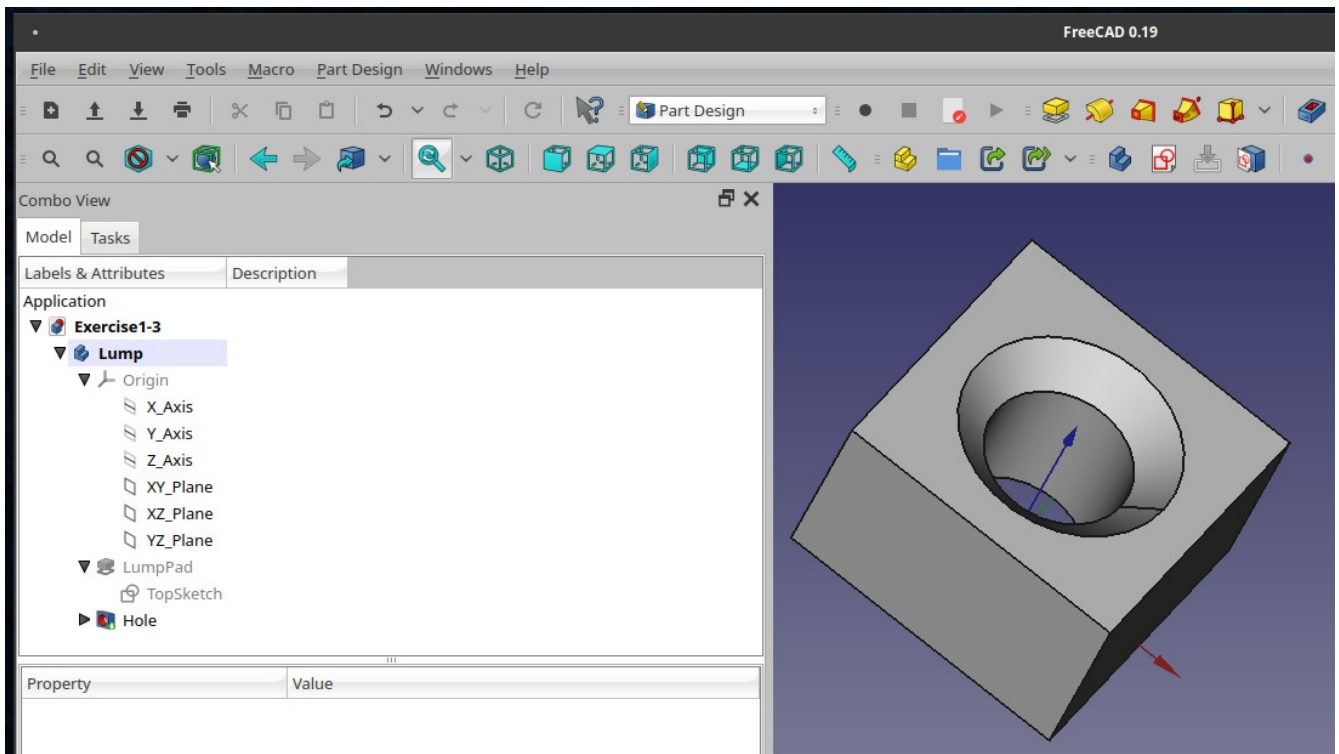 FreeCAD 0.19
File Edit View Tools Macro Part Design Windows Help
Part Design
Combo View
Model Tasks
Labels & Attributes Description
Application
Exercise1-3
Lump
Origin
X_Axis
Y_Axis
Z_Axis
XY_Plane
XZ_Plane
YZ_Plane
LumpPad
TopSketch
Hole
Property Value